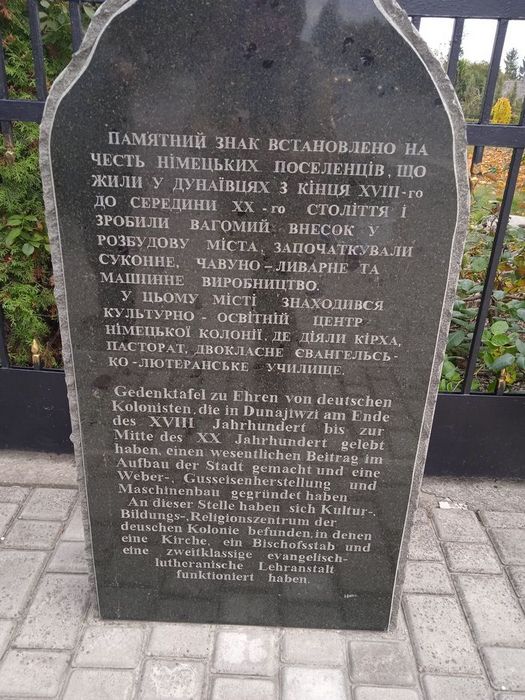 ПАМ'ЯТНИЙ ЗНАК ВСТАНОВЛЕНО НА
ЧЕСТЬ НІМЕЦЬКИХ ПОСЕЛЕНЦІВ, ЩО
ЖИЛИ У ДУНАЇВЦЯХ З КІНЦЯ XVIII-го
ДО СЕРЕДИНИ XX-го СТОЛІТТЯ І
ЗРОБИЛИ ВАГОМИЙ ВНЕСОК У
РОЗБУДОВУ МІСТА, ЗАПОЧАТКУВАЛИ
СУКОННЕ, ЧАВУНО-ЛИВАРНЕ ТА
МАШИННЕ ВИРОБНИЦТВО.
У ЦЬОМУ МІСТІ ЗНАХОДИВСЯ
КУЛЬТУРНО-ОСВІТНІЙ ЦЕНТР
НІМЕЦЬКОЇ КОЛОНІЇ, ДЕ ДІЯЛИ КІРХА,
ПАСТОРАТ, ДВОКЛАСНЕ ЄВАНГЕЛЬСЬ-
КО-ЛЮТЕРАНСЬКЕ УЧИЛИЩЕ.
Gedenktafel zu Ehren von deutschen
Kolonisten, die in Dunajiwzi am Ende
des XVIII Jahrhundert bis zur
Mitte des XX Jahrhundert gelebt
haben, einen wesentlichen Beitrag im
Aufbau der Stadt gemacht und eine
Weber-, Gusseisenherstellung und
Maschinenbau gegründet haben
An dieser Stelle haben sich Kultur-,
Bildungs-, Religionszentrum der
deuschen Kolonie befunden, in denen
eine Kirche, ein Bischofsstab und
eine zweitklassige evangelisch-
lutheranische Lehranstalt
funktioniert haben.